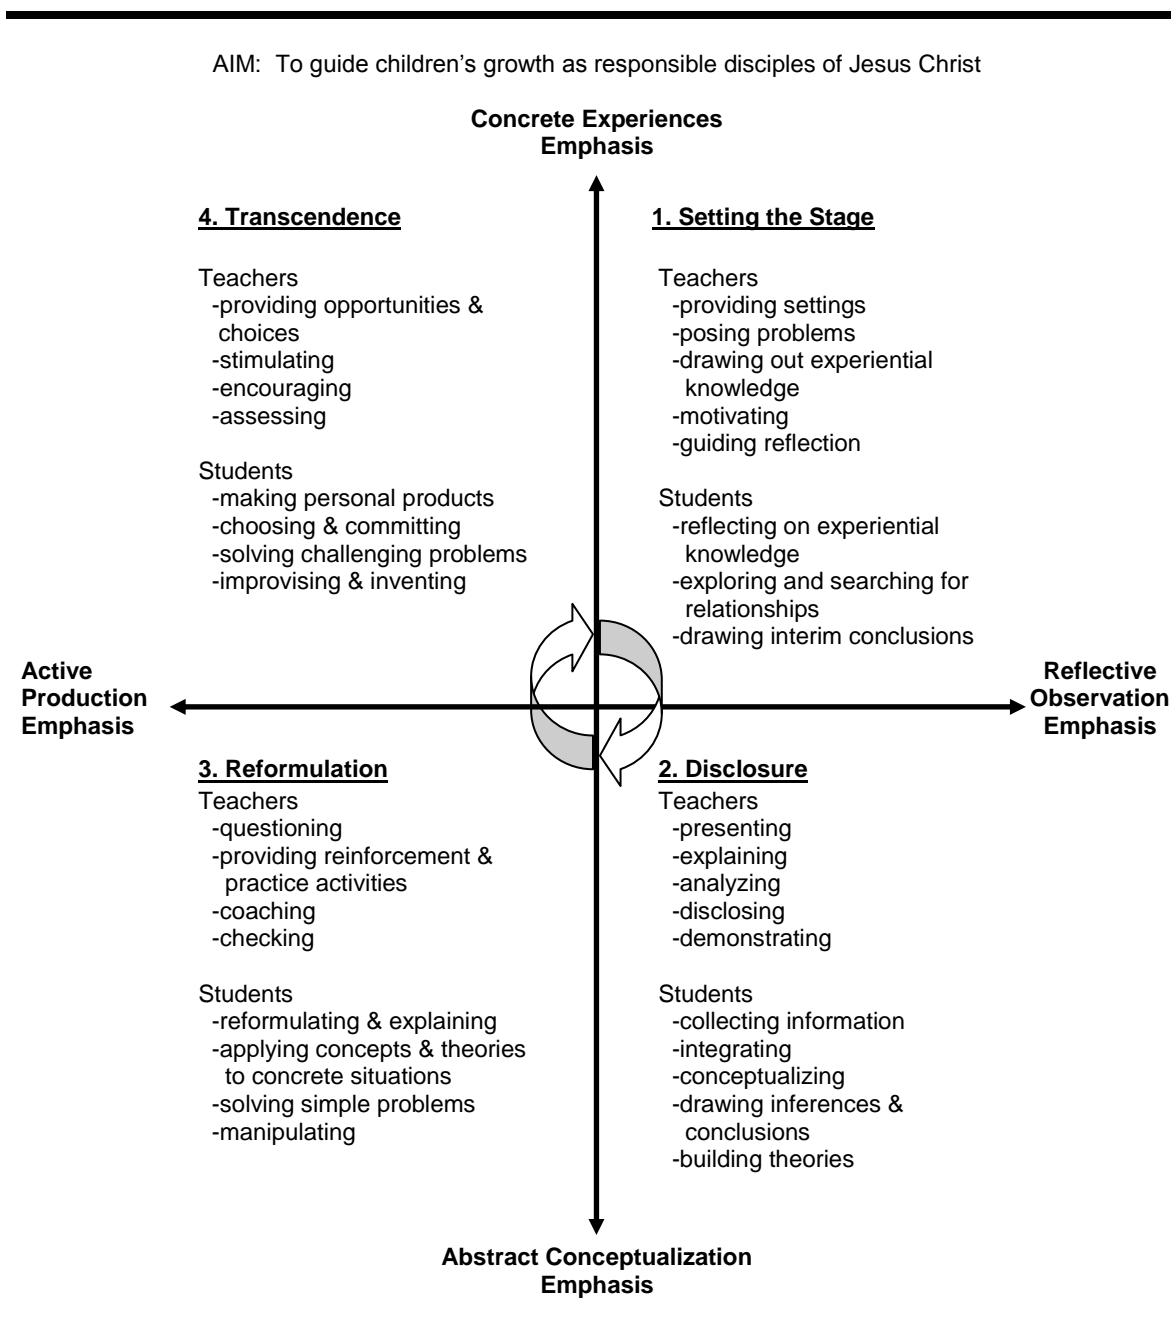 AIM: To guide children’s growth as responsible disciples of Jesus Christ
Concrete Experiences
Emphasis
4. Transcendence
Teachers
-providing opportunities &
choices
-stimulating
-encouraging
-assessing
Students
-making personal products
-choosing & committing
-solving challenging problems
-improvising & inventing
1. Setting the Stage
Teachers
-providing settings
-posing problems
-drawing out experiential
knowledge
-motivating
-guiding reflection
Students
-reflecting on experiential
knowledge
-exploring and searching for
relationships
-drawing interim conclusions
Active
Production
Emphasis
Reflective
Observation
Emphasis
3. Reformulation
Teachers
-questioning
-providing reinforcement &
practice activities
-coaching
-checking
Students
-reformulating & explaining
-applying concepts & theories
to concrete situations
-solving simple problems
-manipulating
2. Disclosure
Teachers
-presenting
-explaining
-analyzing
-disclosing
-demonstrating
Students
-collecting information
-integrating
-conceptualizing
-drawing inferences &
conclusions
-building theories
Abstract Conceptualization
Emphasis